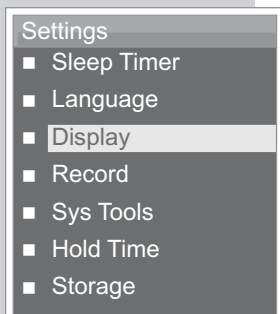 Settings
Sleep Timer
Language
Display
Record
Sys Tools
Hold Time
Storage